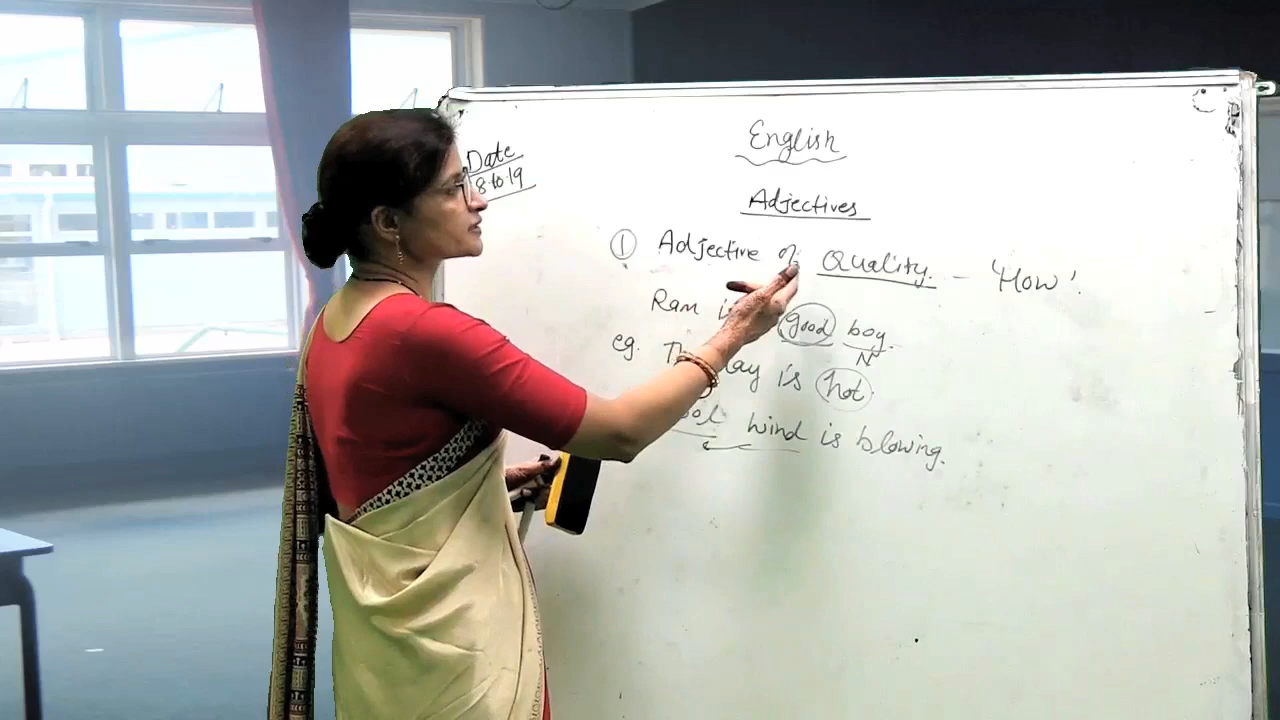 Date
8.10.19
English
Adjectives
① Adjective of Quality. – 'How'.
Ram is good boy.
N
eg. day is hot.
wind is blowing.